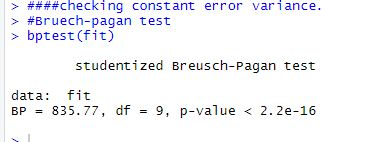 > ####checking constant error variance.
> #Bruech-pagan test
> bptest(fit)
studentized Breusch-Pagan test
data:  fit
BP = 835.77, df = 9, p-value < 2.2e-16
>